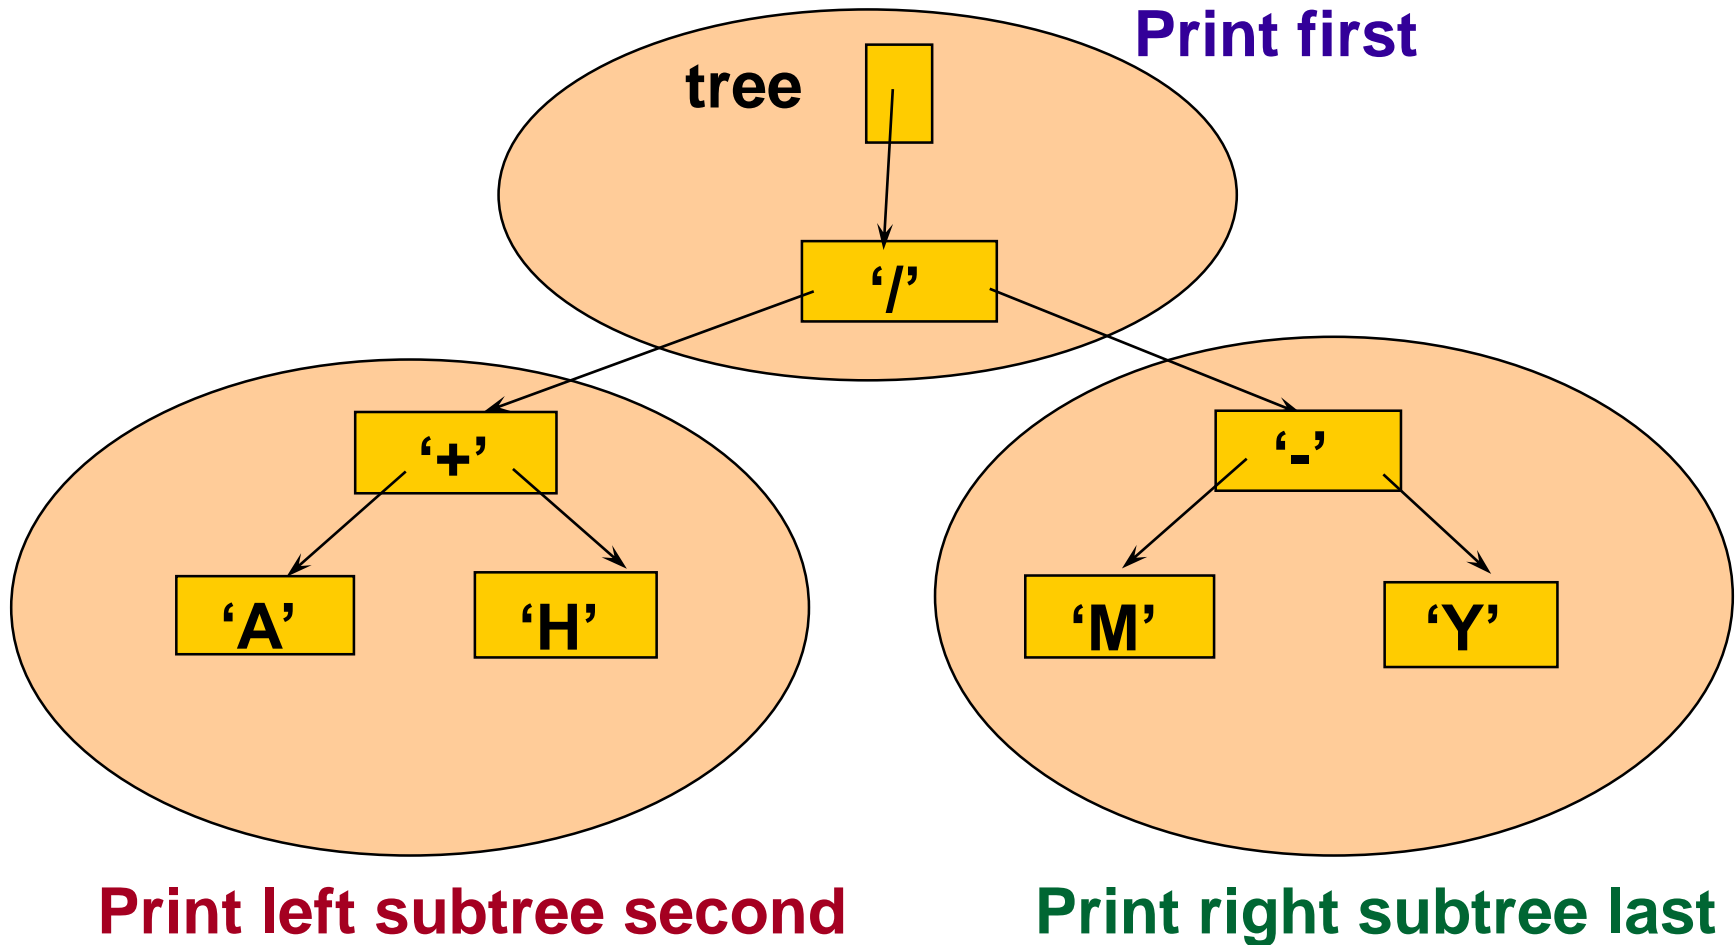 Print first
tree
‘/’
‘+’ ‘-’
‘A’ ‘H’ ‘M’ ‘Y’
Print left subtree second
Print right subtree last